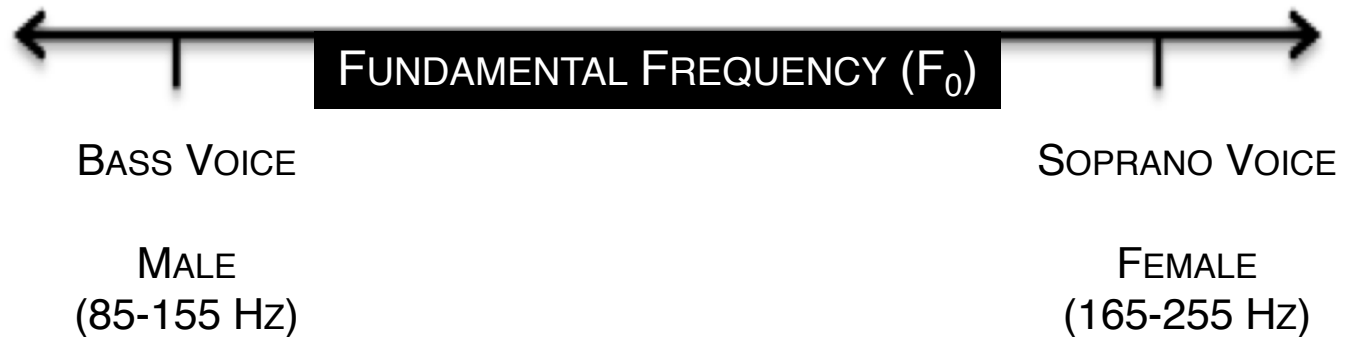 FUNDAMENTAL FREQUENCY (F₀)
BASS VOICE
SOPRANO VOICE
MALE
(85-155 HZ)
FEMALE
(165-255 HZ)